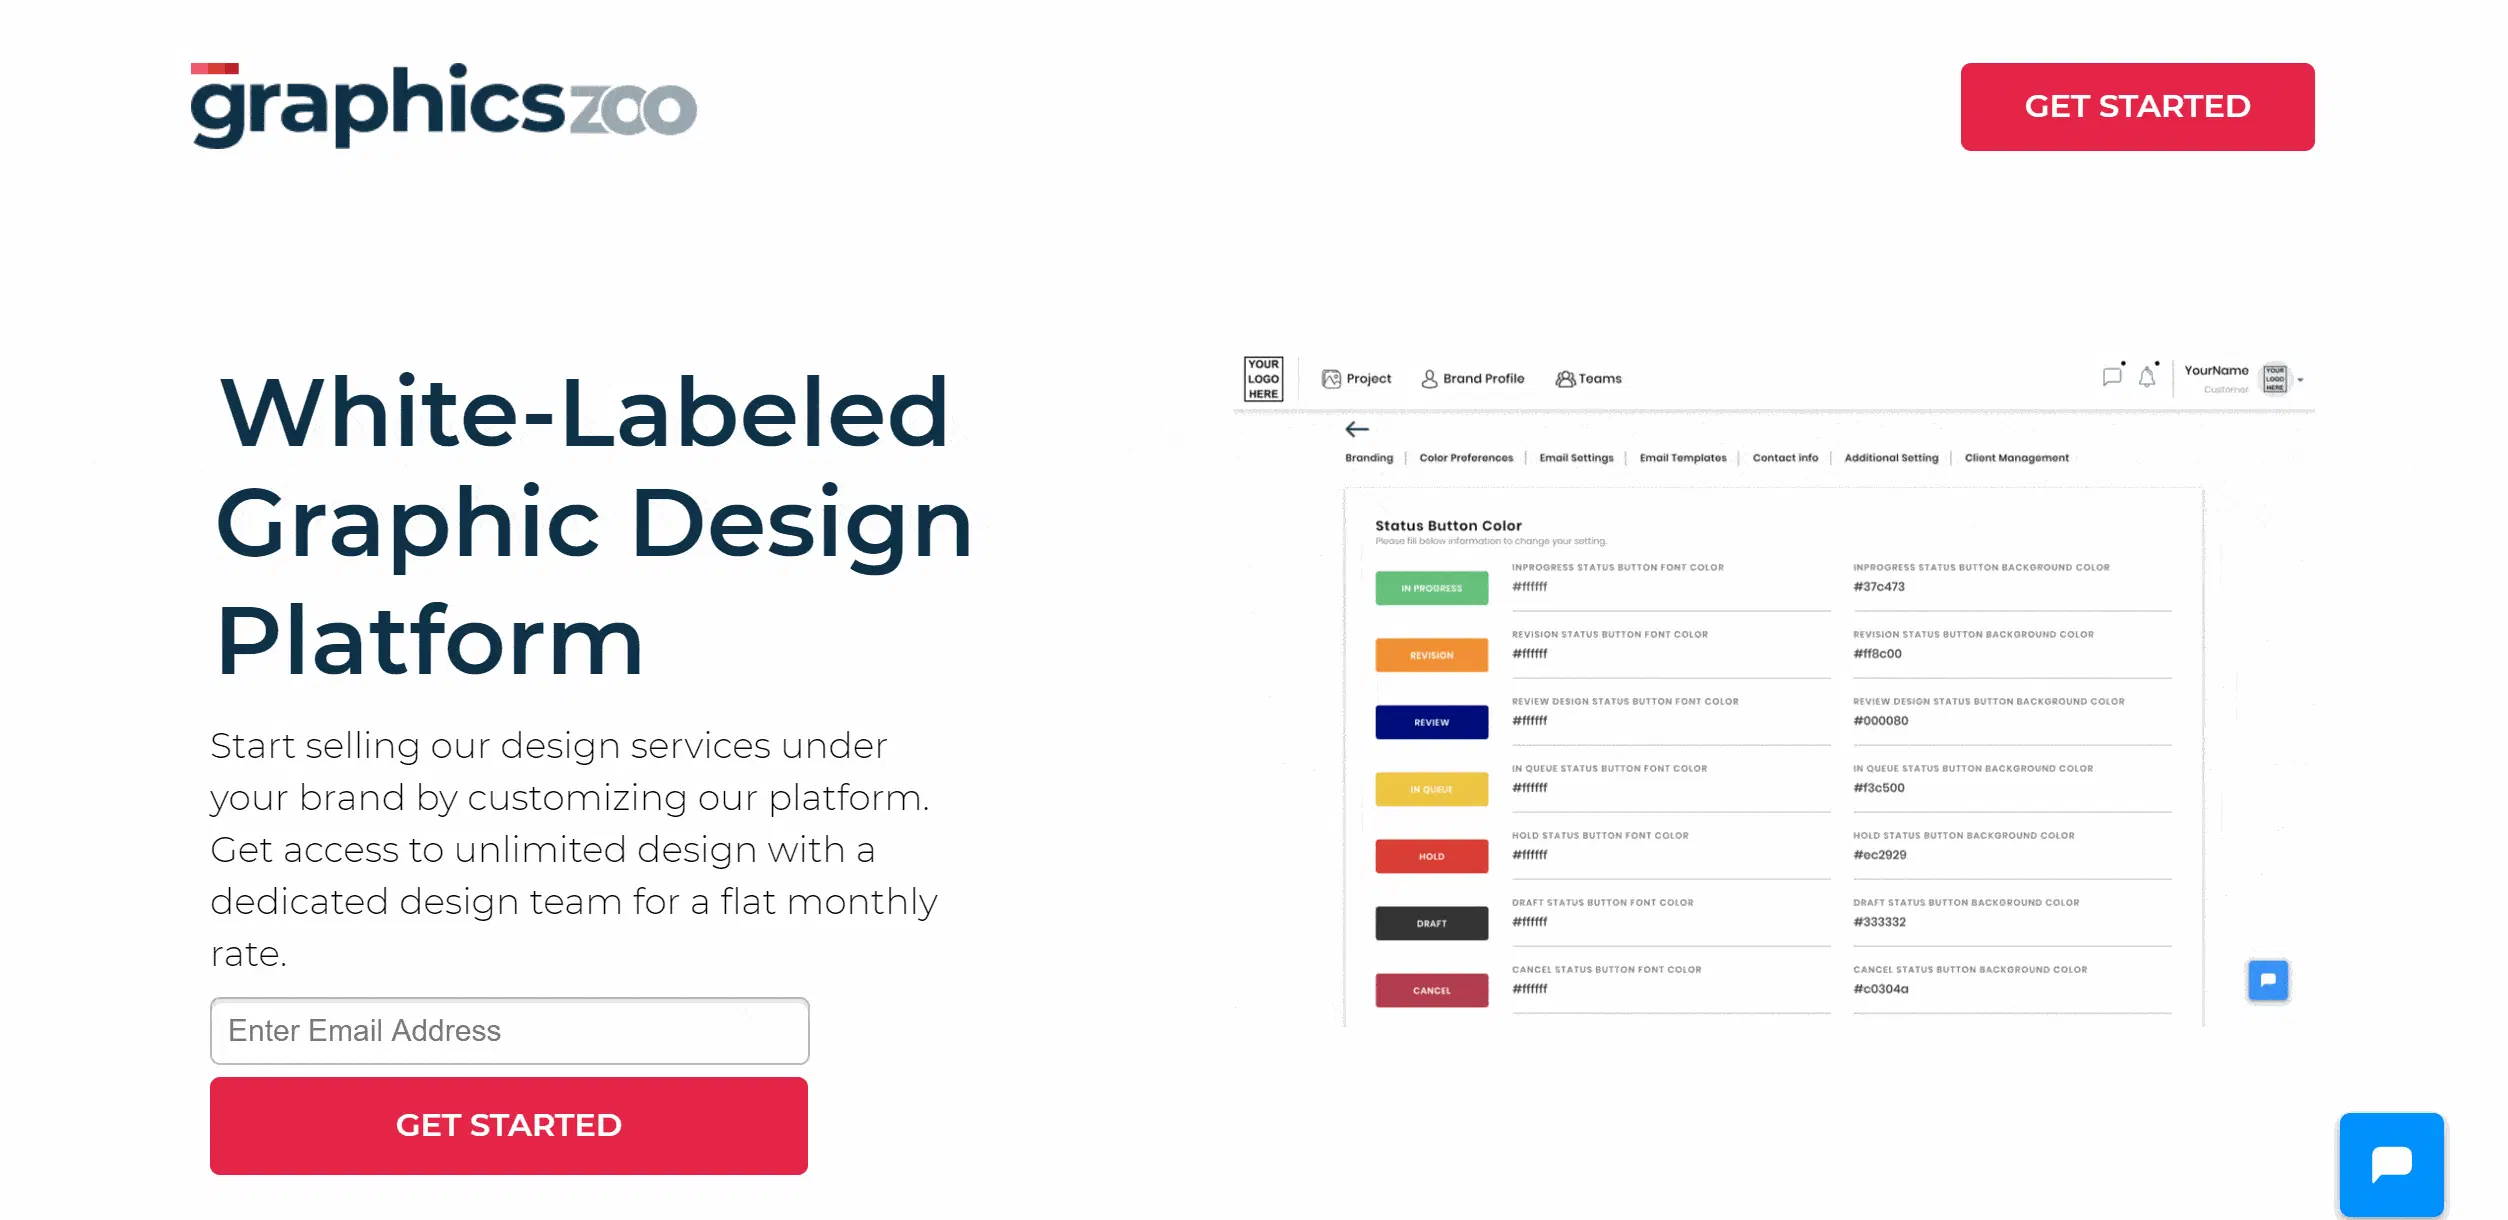 graphicszoo
GET STARTED
White-Labeled
Graphic Design
Platform
Start selling our design services under
your brand by customizing our platform.
Get access to unlimited design with a
dedicated design team for a flat monthly
rate.
Enter Email Address
GET STARTED
YOUR
LOGO
HERE
Project
Brand Profile
Teams
YourName
Customer
YOUR
LOGO
HERE
Branding | Color Preferences | Email Settings | Email Templates | Contact info | Additional Setting | Client Management
Status Button Color
Please fill below information to change your setting.
IN PROGRESS
INPROGRESS STATUS BUTTON FONT COLOR
#ffffff
INPROGRESS STATUS BUTTON BACKGROUND COLOR
#37c473
REVISION
REVISION STATUS BUTTON FONT COLOR
#ffffff
REVISION STATUS BUTTON BACKGROUND COLOR
#ff8c00
REVIEW
REVIEW DESIGN STATUS BUTTON FONT COLOR
#ffffff
REVIEW DESIGN STATUS BUTTON BACKGROUND COLOR
#000080
IN QUEUE
IN QUEUE STATUS BUTTON FONT COLOR
#ffffff
IN QUEUE STATUS BUTTON BACKGROUND COLOR
#f3c500
HOLD
HOLD STATUS BUTTON FONT COLOR
#ffffff
HOLD STATUS BUTTON BACKGROUND COLOR
#ec2929
DRAFT
DRAFT STATUS BUTTON FONT COLOR
#ffffff
DRAFT STATUS BUTTON BACKGROUND COLOR
#333332
CANCEL
CANCEL STATUS BUTTON FONT COLOR
#ffffff
CANCEL STATUS BUTTON BACKGROUND COLOR
#c0304a